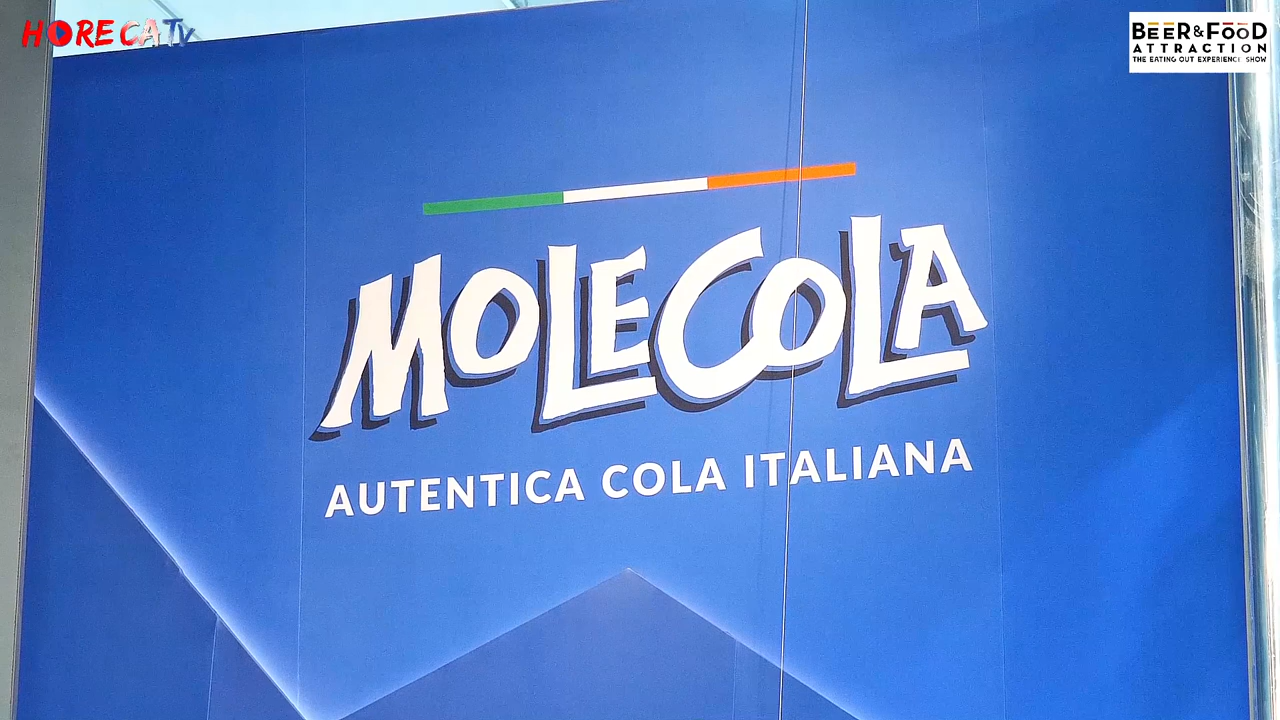 HORECATV
BEER&FOOD
ATTRACTION
THE EATING OUT EXPERIENCE SHOW
MOLECOLA
AUTENTICA COLA ITALIANA